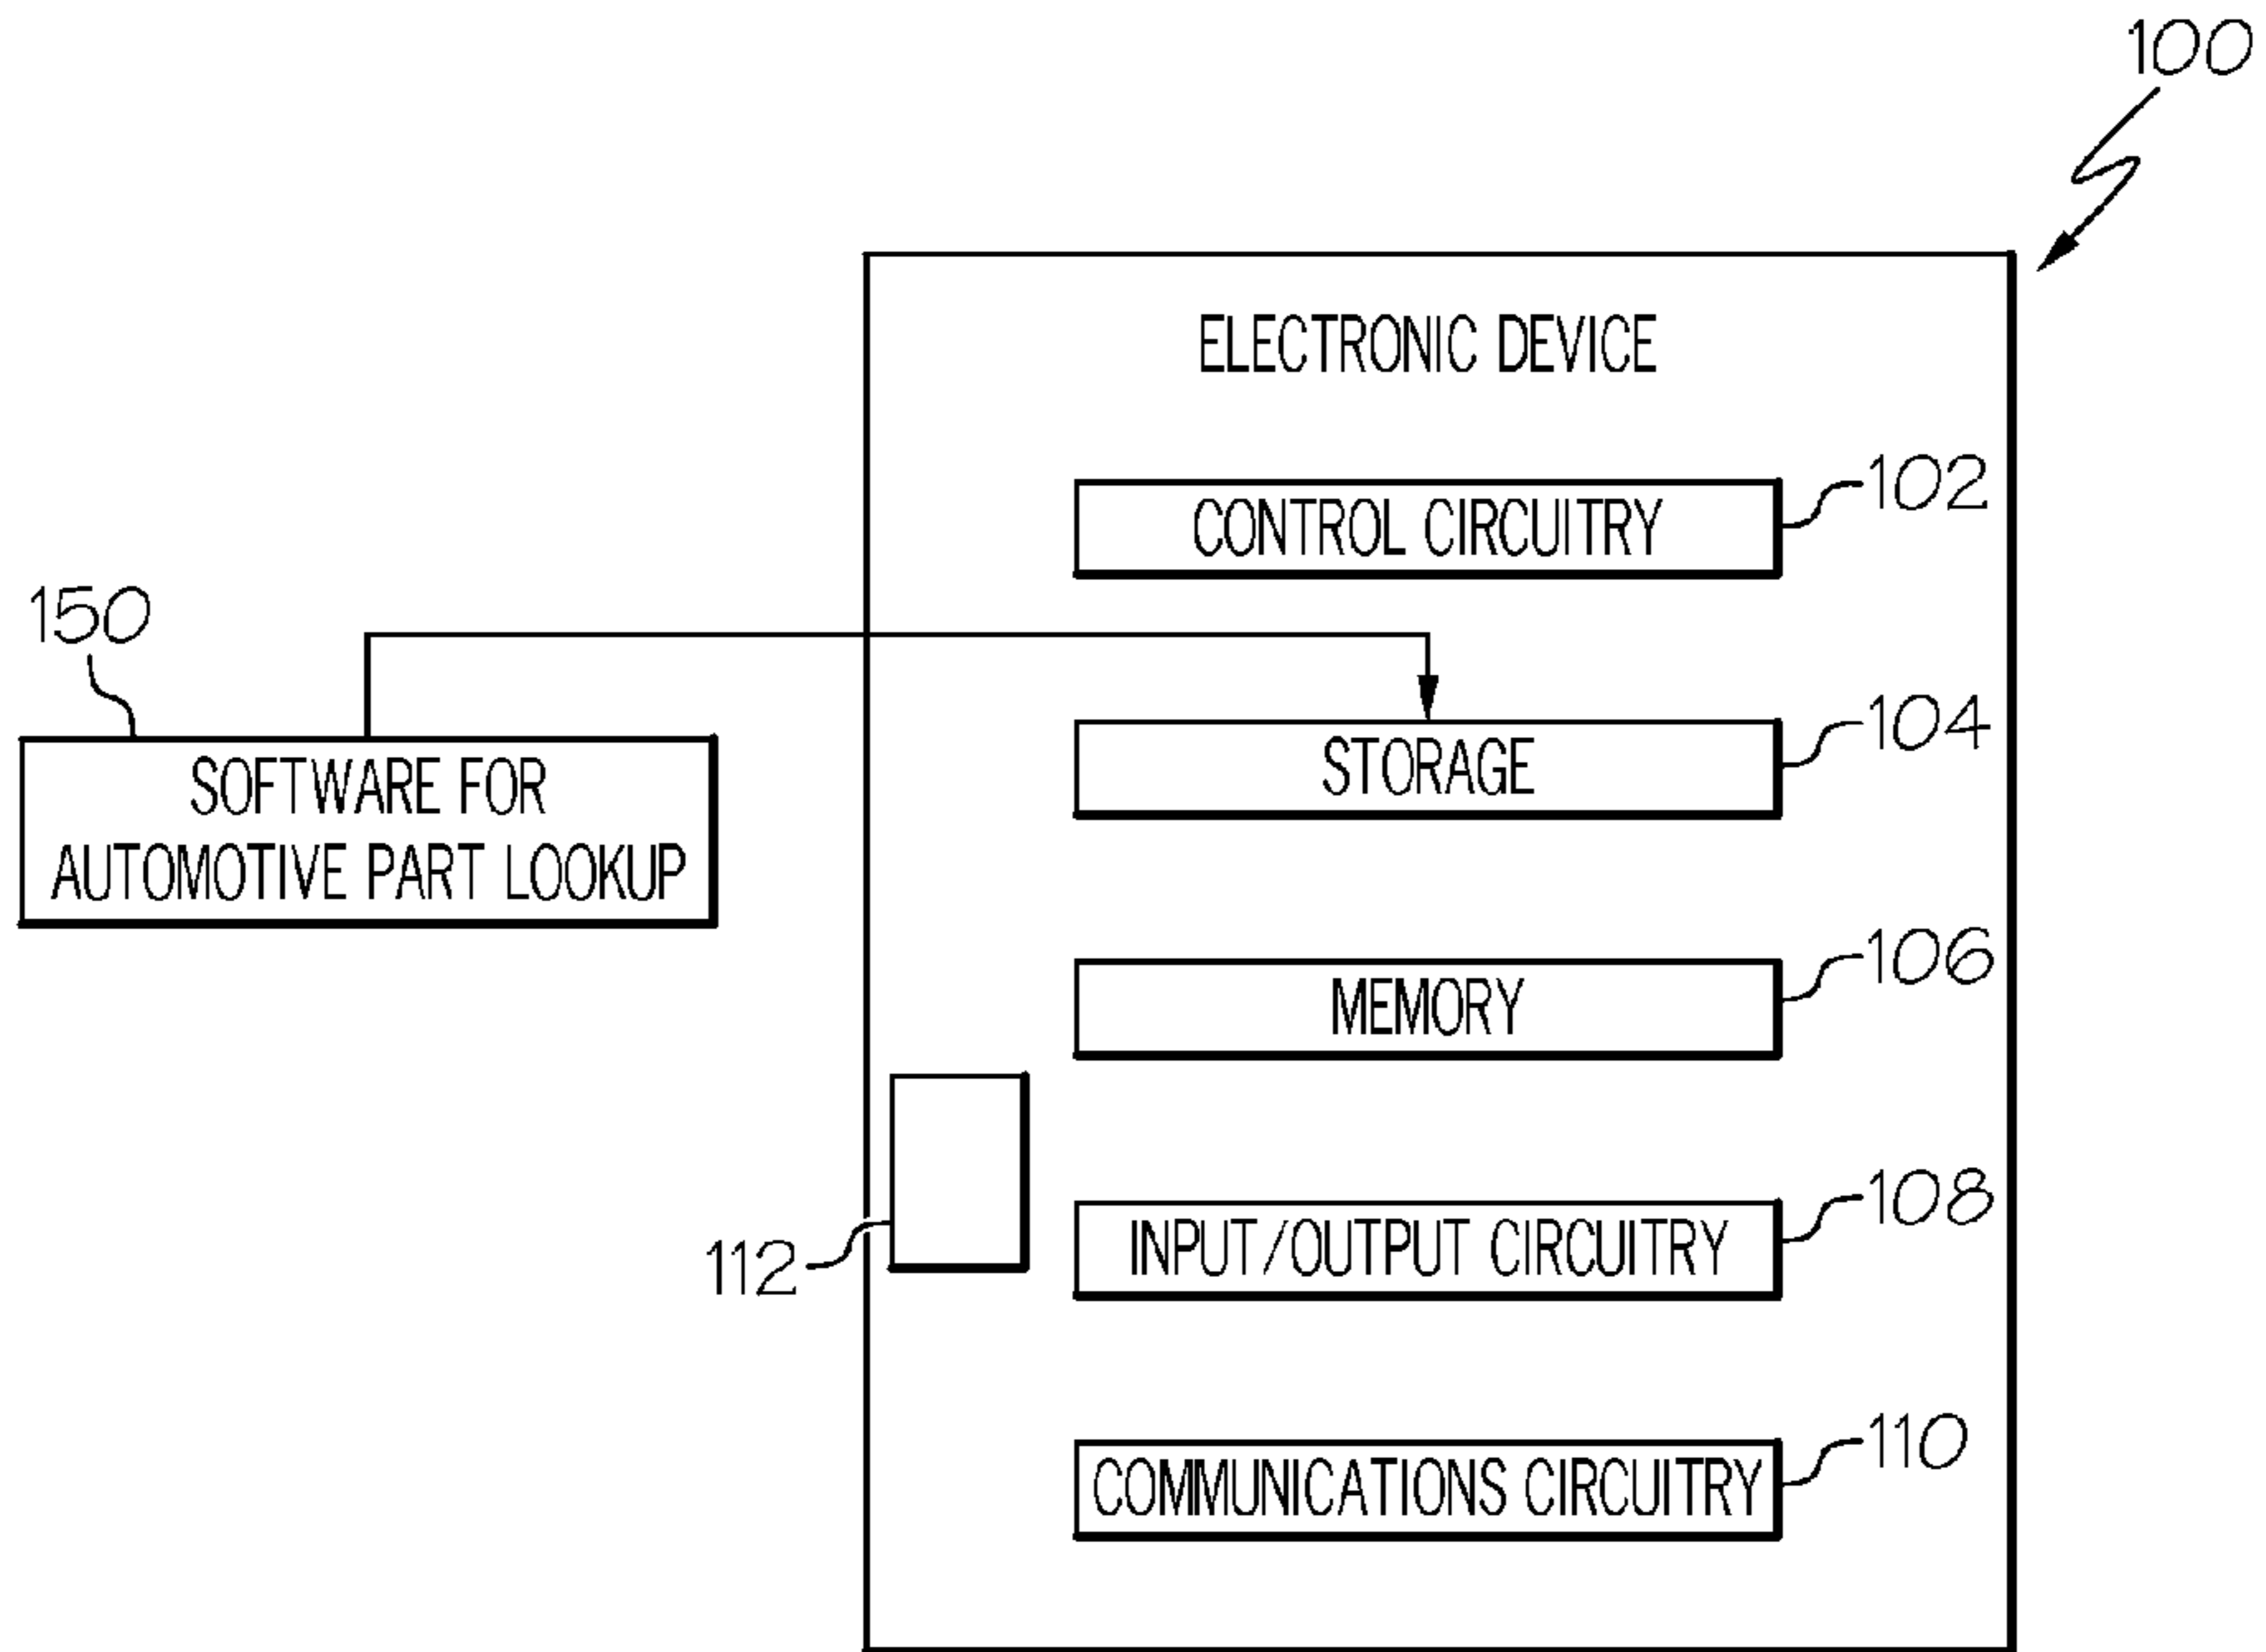 100
ELECTRONIC DEVICE
CONTROL CIRCUITRY
102
150
SOFTWARE FOR
AUTOMOTIVE PART LOOKUP
STORAGE
104
MEMORY
106
112
INPUT/OUTPUT CIRCUITRY
108
COMMUNICATIONS CIRCUITRY
110